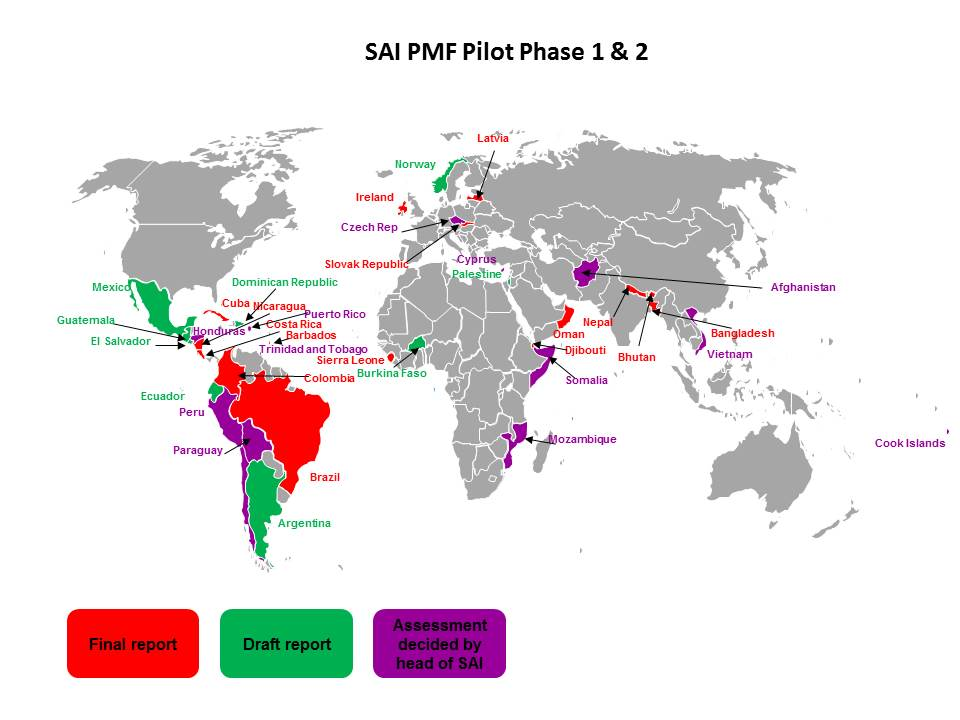 SAI PMF Pilot Phase 1 & 2
Latvia
Norway
Ireland
Czech Rep
Slovak Republic
Cyprus
Palestine
Mexico
Dominican Republic
Afghanistan
Cuba
Nicaragua
Puerto Rico
Guatemala
Honduras
Costa Rica
Nepal
El Salvador
Barbados
Oman
Bangladesh
Trinidad and Tobago
Djibouti
Bhutan
Vietnam
Sierra Leone
Burkina Faso
Colombia
Somalia
Ecuador
Peru
Mozambique
Cook Islands
Paraguay
Brazil
Argentina
Final report
Draft report
Assessment
decided by
head of SAI